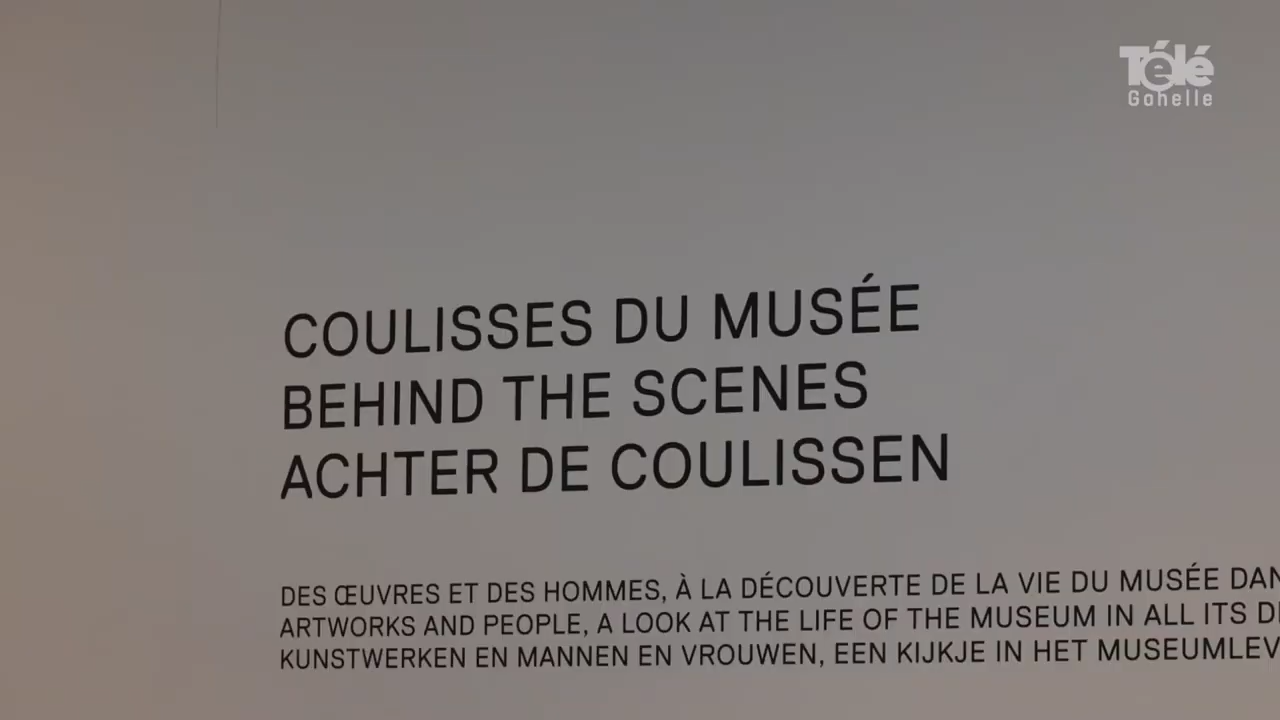 Télé
Gohelle
COULISSES DU MUSÉE
BEHIND THE SCENES
ACHTER DE COULISSEN
DES ŒUVRES ET DES HOMMES, À LA DÉCOUVERTE DE LA VIE DU MUSÉE
ARTWORKS AND PEOPLE, A LOOK AT THE LIFE OF THE MUSEUM IN ALL ITS
KUNSTWERKEN EN MANNEN EN VROUWEN, EEN KIJKJE IN HET